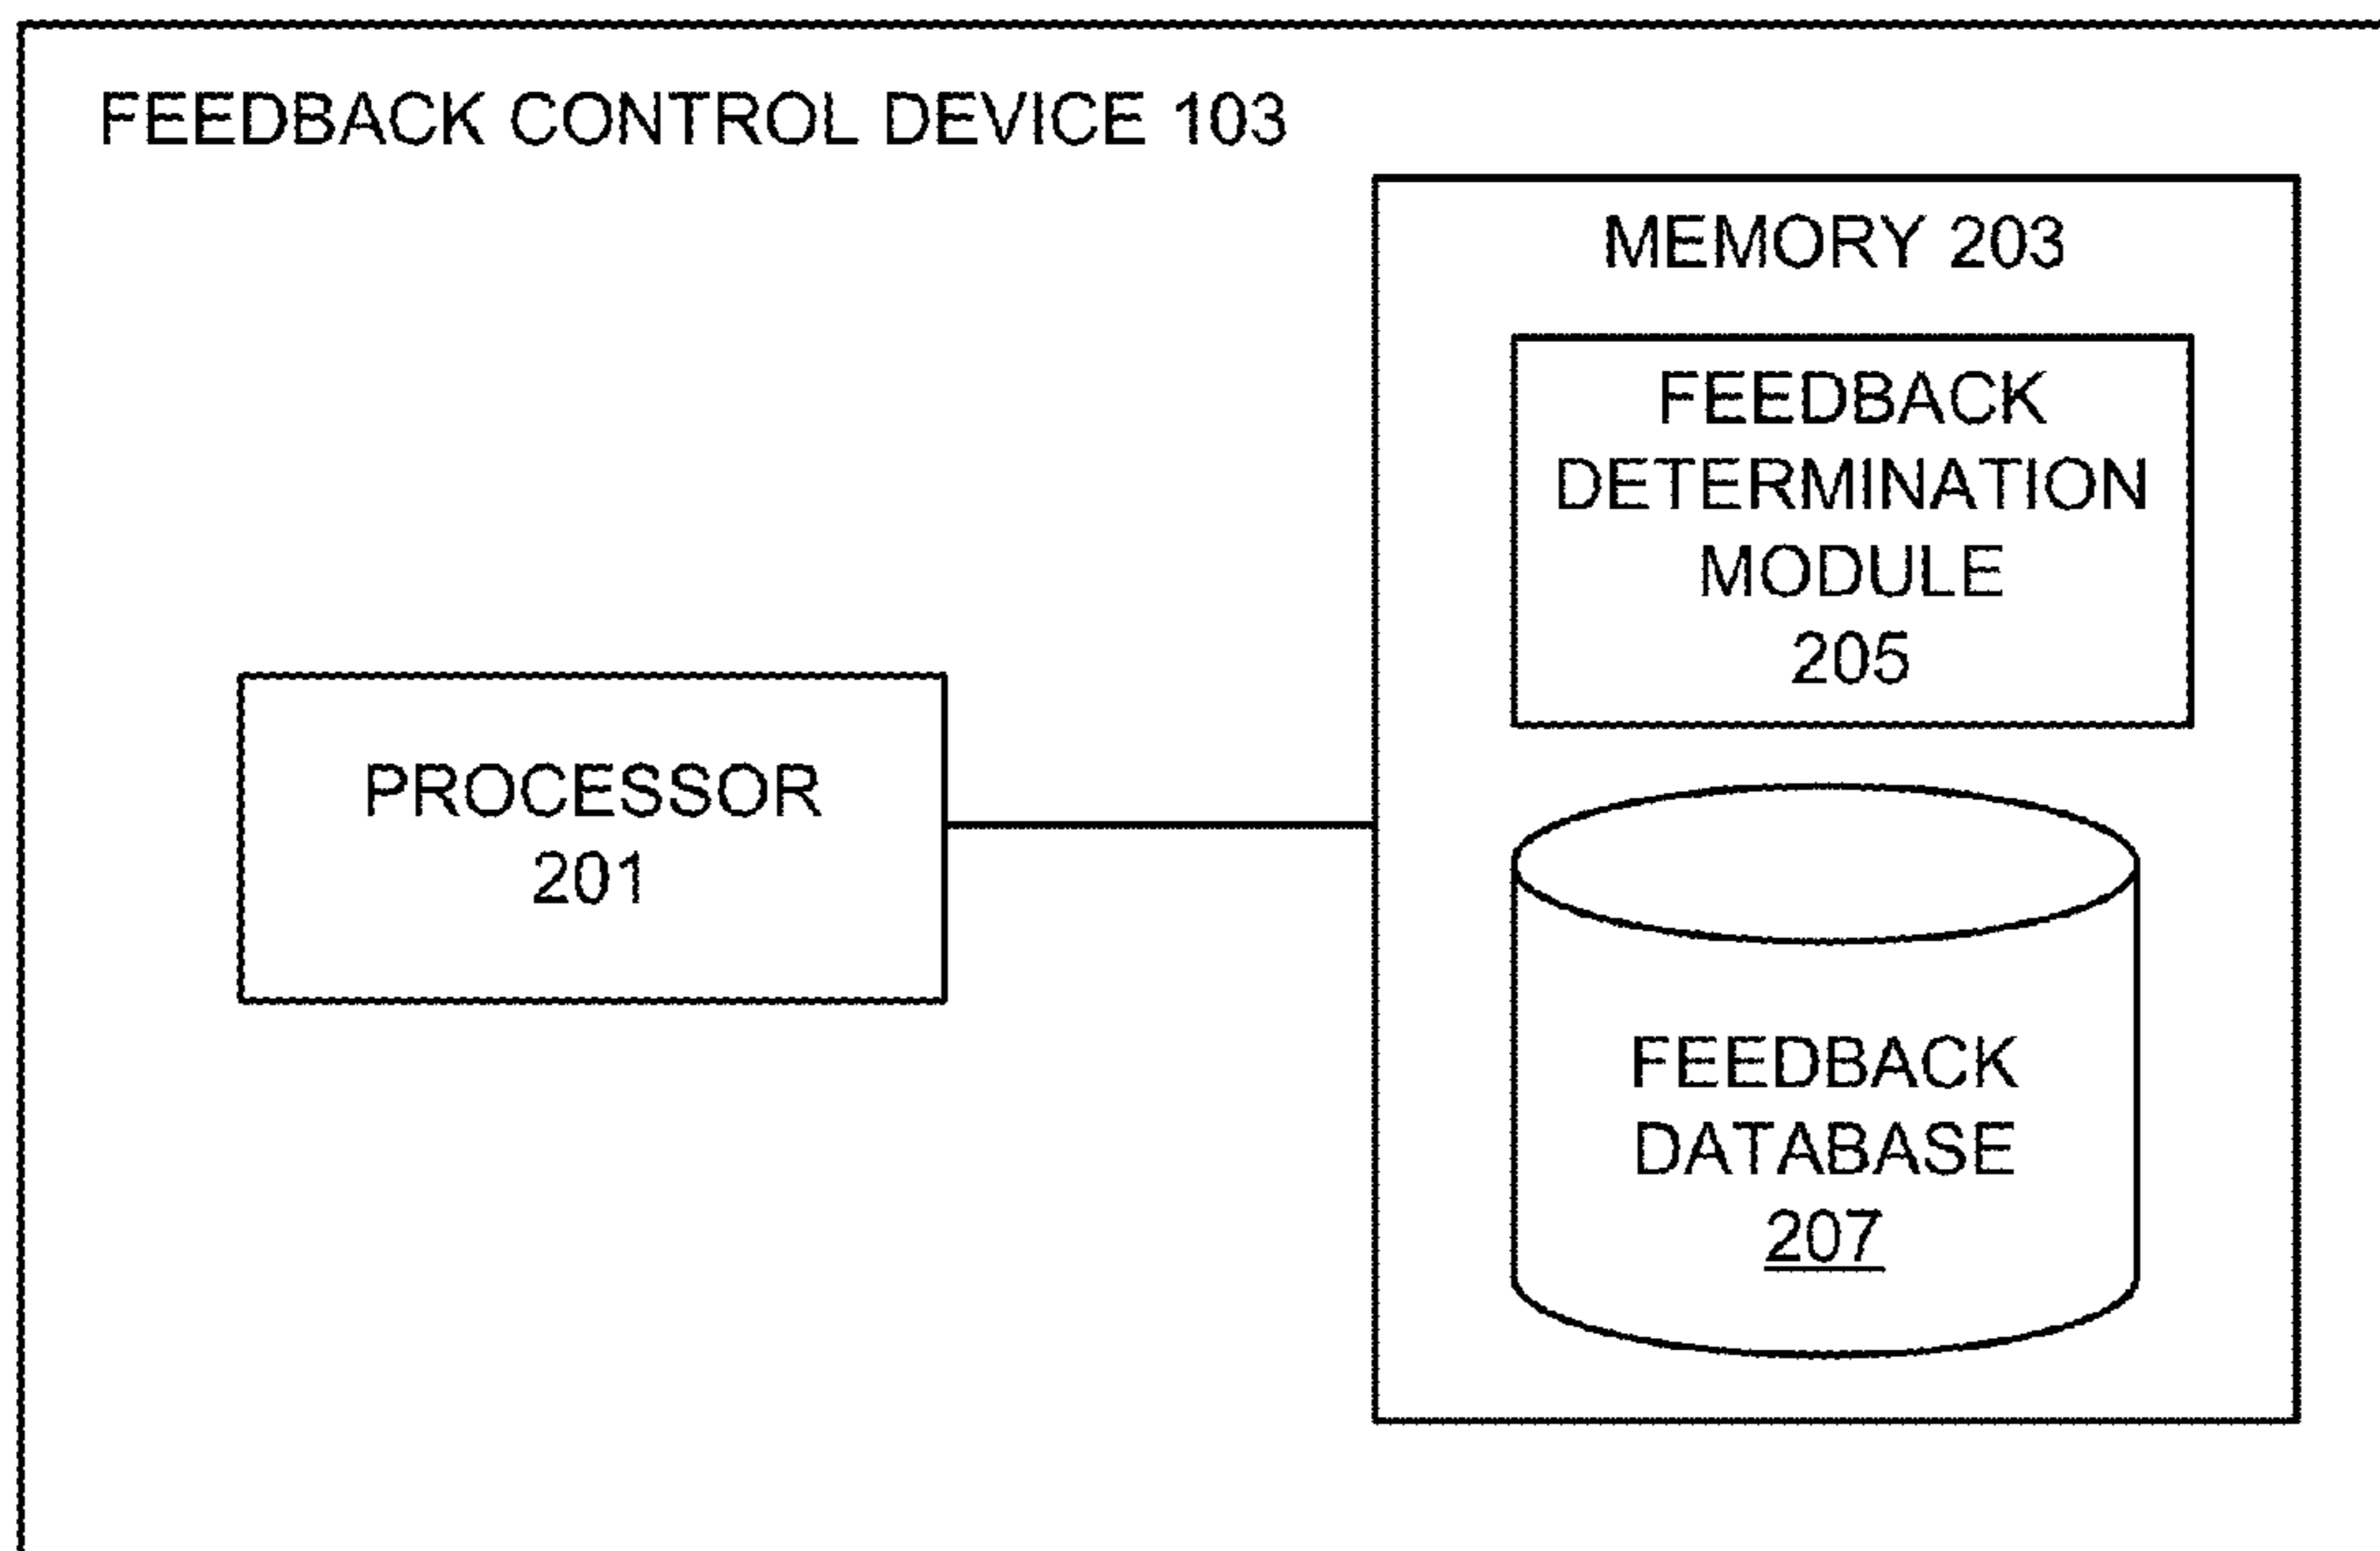 FEEDBACK CONTROL DEVICE 103
MEMORY 203
FEEDBACK
DETERMINATION
MODULE
205
PROCESSOR
201
FEEDBACK
DATABASE
207